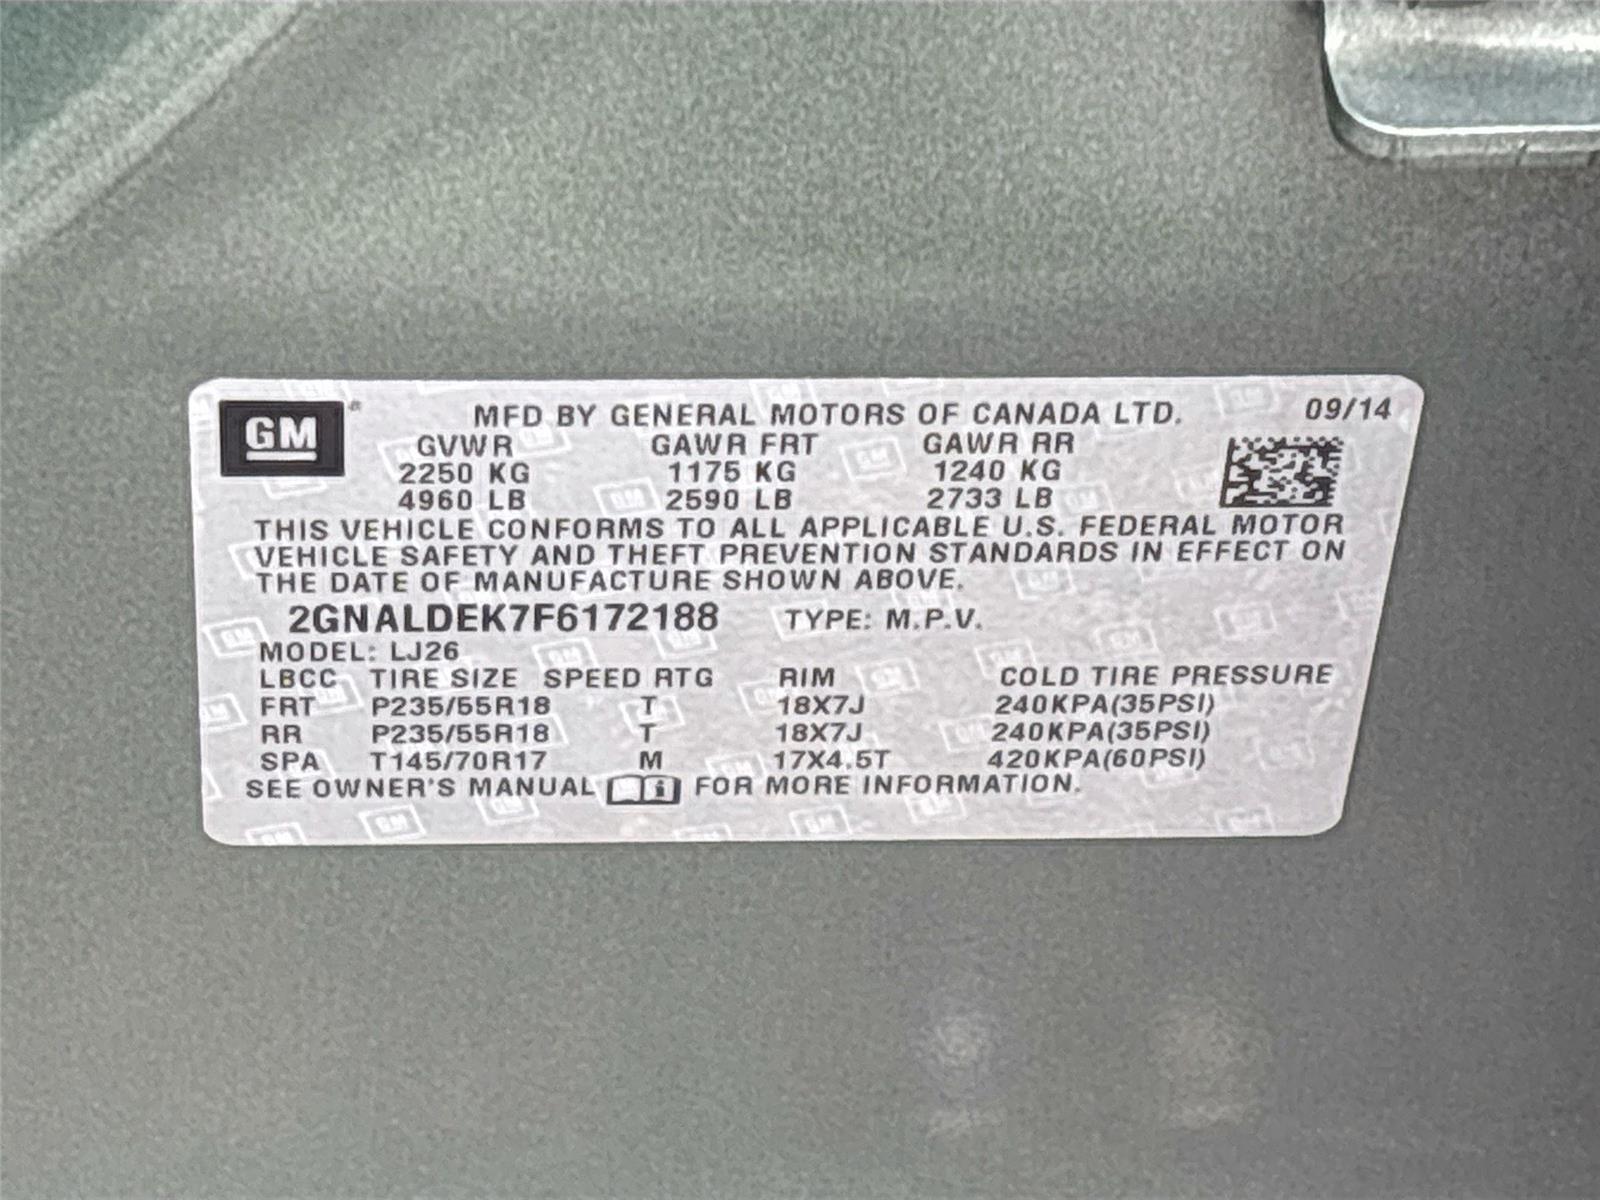 GM MFD BY GENERAL MOTORS OF CANADA LTD. 09/14
GVWR GAWR FRT GAWR RR
2250 KG 1175 KG 1240 KG
4960 LB 2590 LB 2733 LB
THIS VEHICLE CONFORMS TO ALL APPLICABLE U.S. FEDERAL MOTOR
VEHICLE SAFETY AND THEFT PREVENTION STANDARDS IN EFFECT ON
THE DATE OF MANUFACTURE SHOWN ABOVE.
2GNALDEK7F6172188 TYPE: M.P.V.
MODEL: LJ26
LBCC TIRE SIZE SPEED RTG RIM COLD TIRE PRESSURE
FRT P235/55R18 T 18X7J 240KPA(35PSI)
RR P235/55R18 T 18X7J 240KPA(35PSI)
SPA T145/70R17 M 17X4.5T 420KPA(60PSI)
SEE OWNER'S MANUAL i FOR MORE INFORMATION.